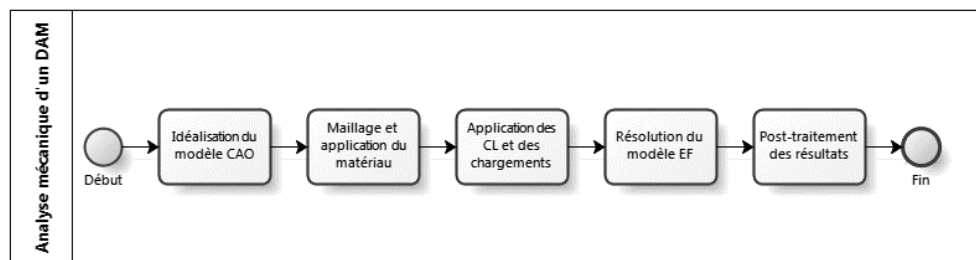 Analyse mécanique d'un DAM
Début
Idéalisation du
modèle CAO
Maillage et
application du
matériau
Application des
CL et des
chargements
Résolution du
modèle EF
Post-traitement
des résultats
Fin